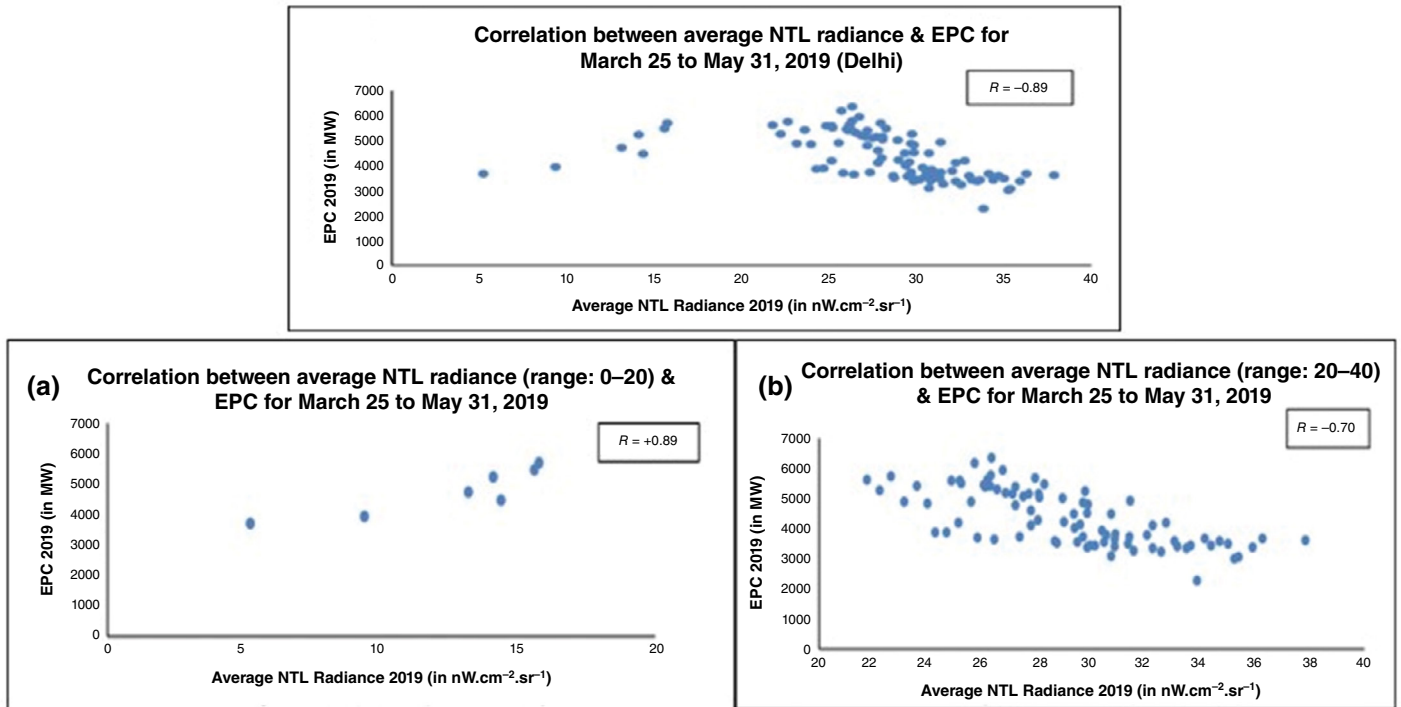 Correlation between average NTL radiance & EPC for
March 25 to May 31, 2019 (Delhi)
R = –0.89
7000
6000
5000
4000
3000
2000
1000
0
EPC 2019 (in MW)
0 5 10 15 20 25 30 35 40
Average NTL Radiance 2019 (in nW.cm⁻².sr⁻¹)
(a)
Correlation between average NTL radiance (range: 0–20) &
EPC for March 25 to May 31, 2019
R = +0.89
7000
6000
5000
4000
3000
2000
1000
0
EPC 2019 (in MW)
0 5 10 15 20
Average NTL Radiance 2019 (in nW.cm⁻².sr⁻¹)
(b)
Correlation between average NTL radiance (range: 20–40)
& EPC for March 25 to May 31, 2019
R = –0.70
7000
6000
5000
4000
3000
2000
1000
0
EPC 2019 (in MW)
20 22 24 26 28 30 32 34 36 38 40
Average NTL Radiance 2019 (in nW.cm⁻².sr⁻¹)